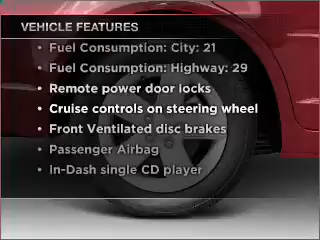 VEHICLE FEATURES
• Fuel Consumption: City: 21
• Fuel Consumption: Highway: 29
• Remote power door locks
• Cruise controls on steering wheel
• Front Ventilated disc brakes
• Passenger Airbag
• In-Dash single CD player